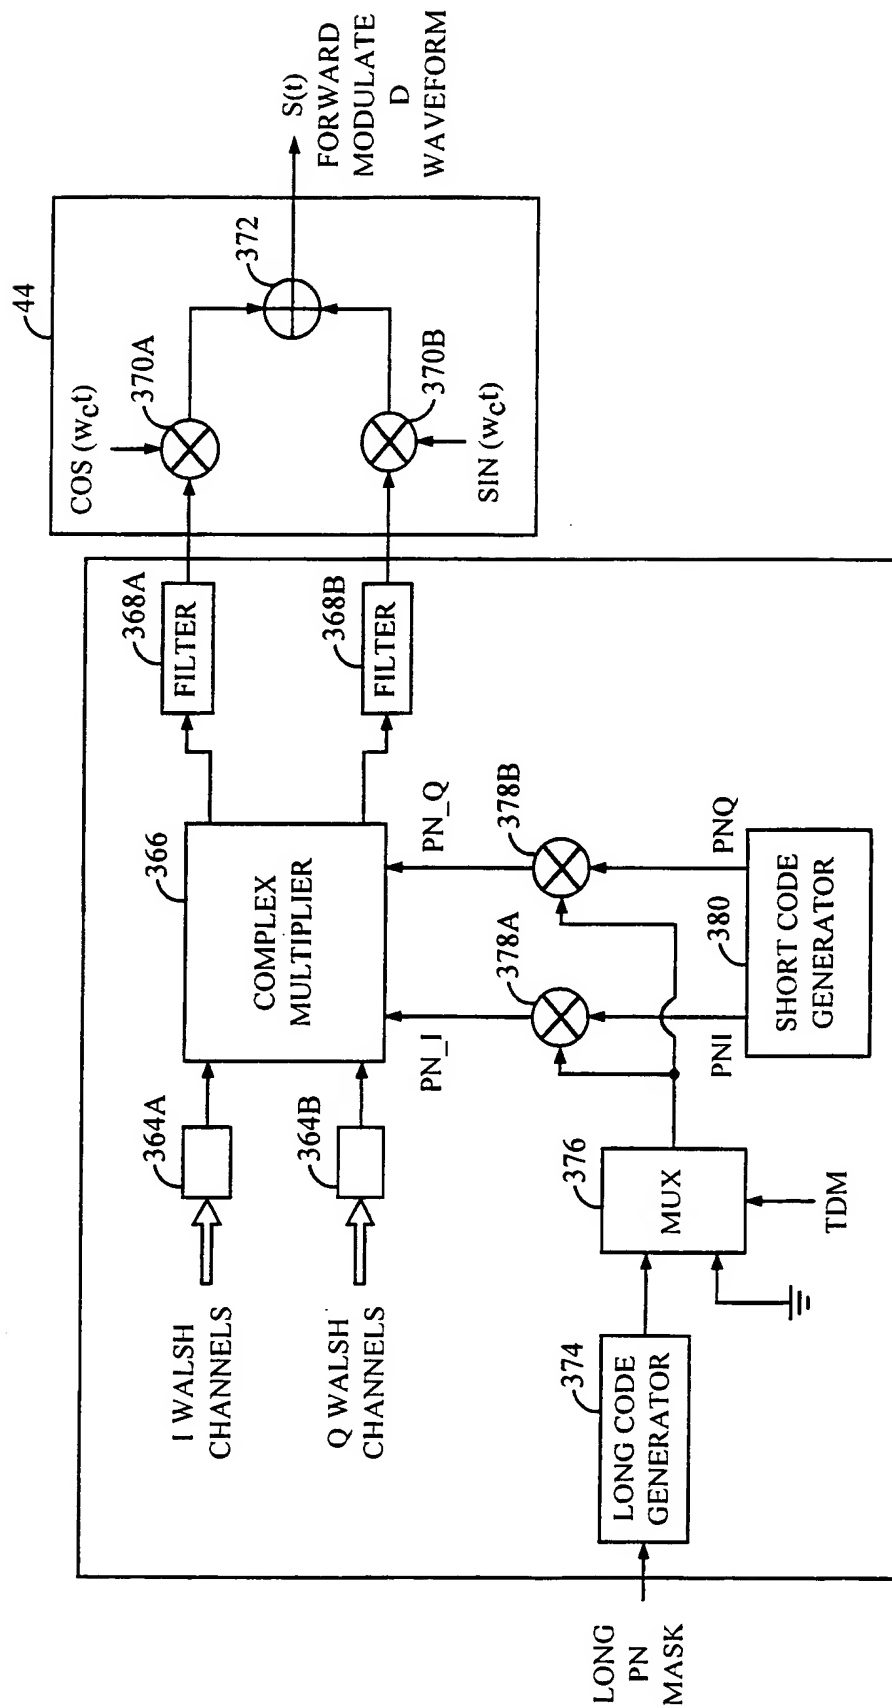 44
COS (wct)
370A
372
S(t)
FORWARD
MODULATE
D
WAVEFORM
370B
SIN (wct)
368A
FILTER
368B
FILTER
366
COMPLEX
MULTIPLIER
364A
I WALSH
CHANNELS
364B
Q WALSH
CHANNELS
PN_I
PN_Q
378A
378B
PNI
PNQ
380
SHORT CODE
GENERATOR
376
MUX
TDM
374
LONG CODE
GENERATOR
LONG
PN
MASK